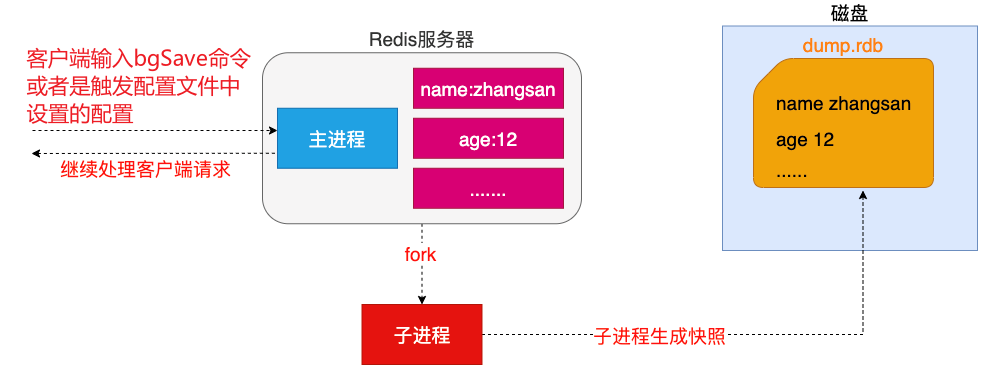 客户端输入bgSave命令
或者是触发配置文件中
设置的配置
继续处理客户端请求
Redis服务器
主进程
name:zhangsan
age:12
.......
fork
子进程
子进程生成快照
磁盘
dump.rdb
name zhangsan
age 12
......